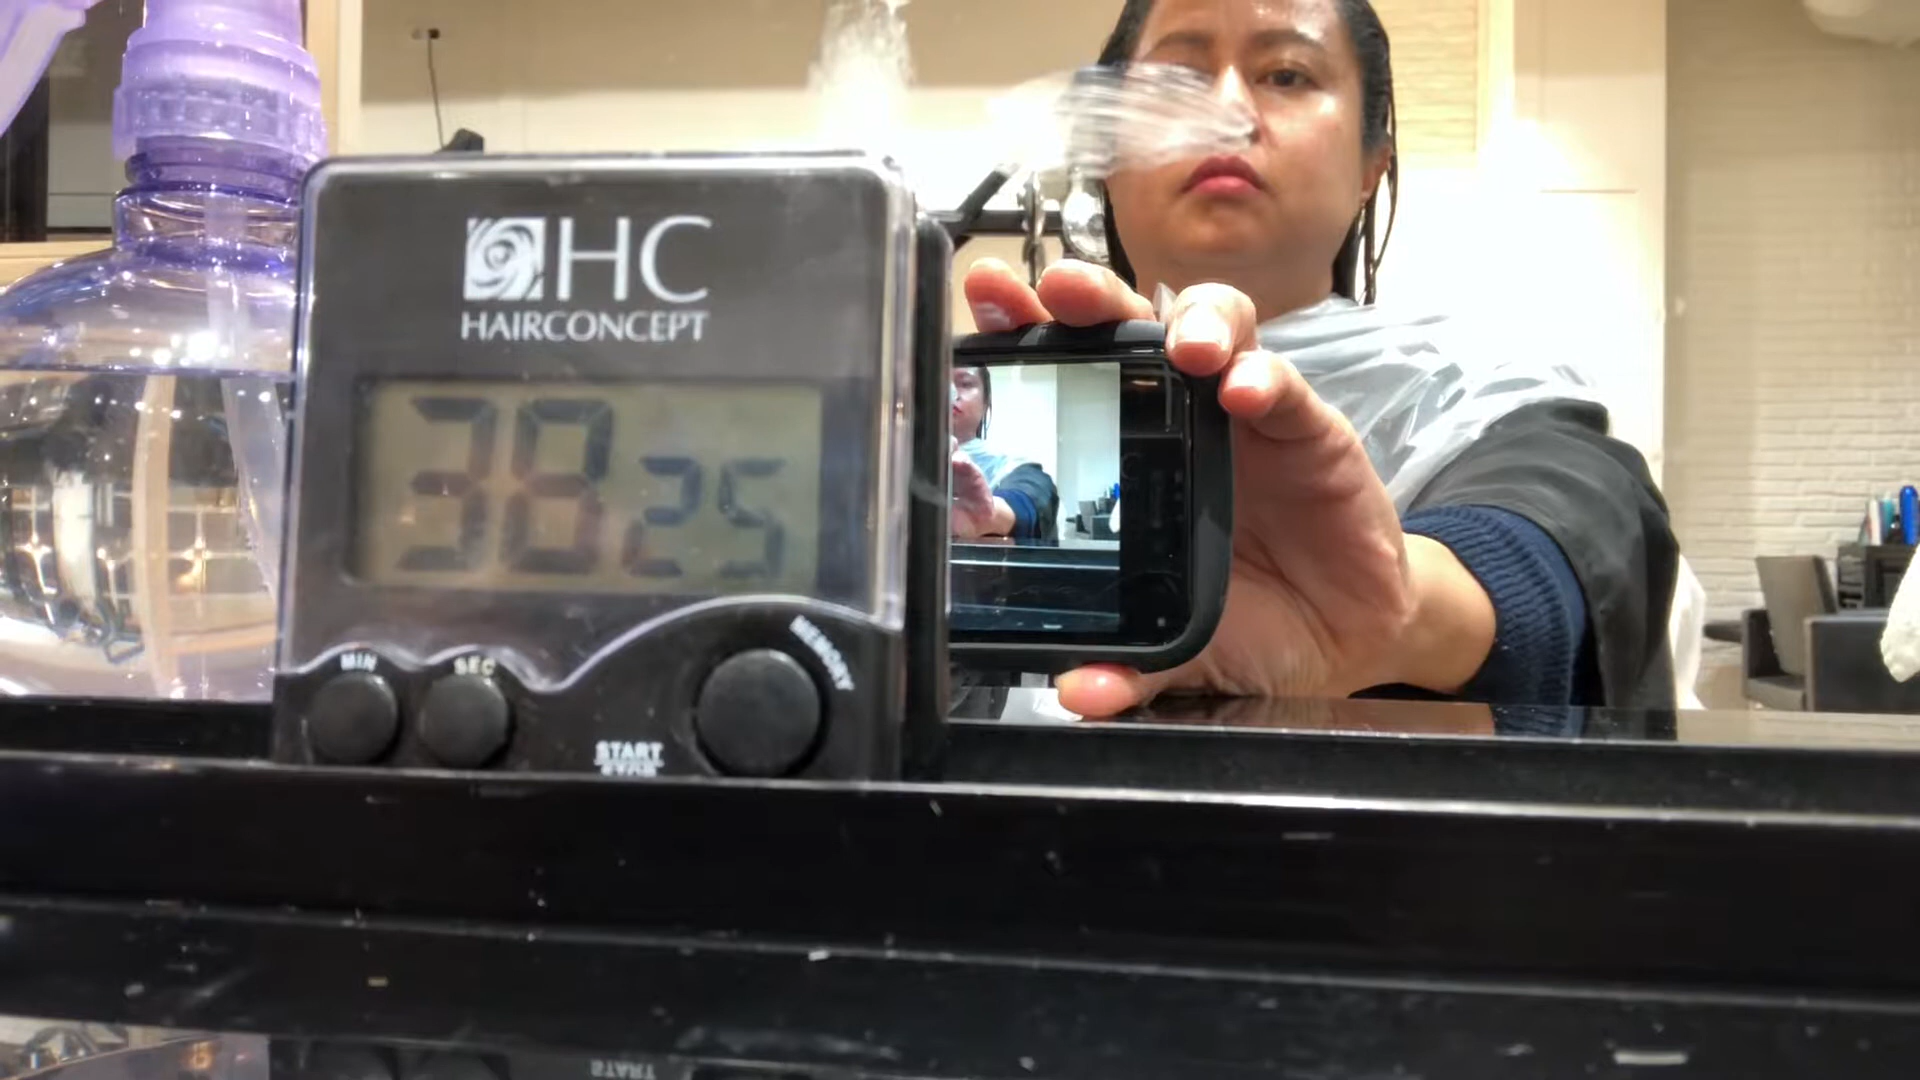 HC
HAIRCONCEPT
38 25
MIN SEC MEMORY
START